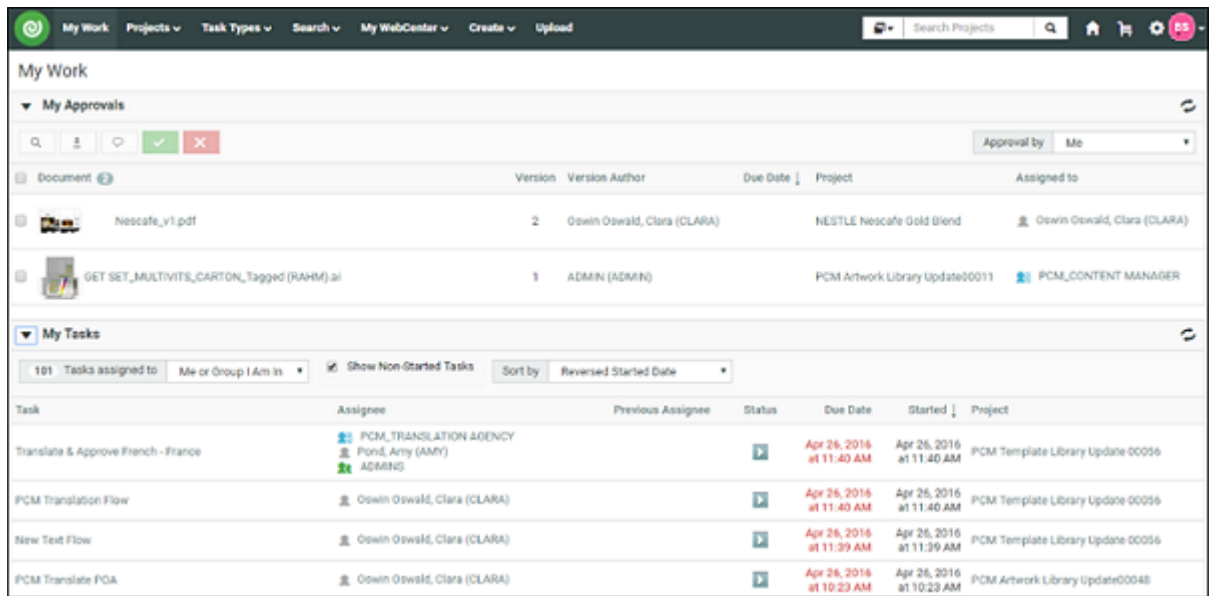 My Work Projects Task Types Search My WebCenter Create Upload Search Projects BS
My Work
My Approvals
Approval by Me
Document 2 Version Version Author Due Date Project Assigned to
Nescafe_v1.pdf 2 Oswin Oswald, Clara (CLARA) NESTLE Nescafe Gold Blend Oswin Oswald, Clara (CLARA)
GET SET_MULTIVITS_CARTON_Tagged (RAHM).ai 1 ADMIN (ADMIN) PCM Artwork Library Update00011 PCM_CONTENT MANAGER
My Tasks
101 Tasks assigned to Me or Group I Am In Show Non-Started Tasks Sort by Reversed Started Date
Task Assignee Previous Assignee Status Due Date Started Project
PCM_TRANSLATION AGENCY
Translate & Approve French - France Pond, Amy (AMY) Apr 26, 2016 at 11:40 AM Apr 26, 2016 at 11:40 AM PCM Template Library Update 00056
ADMINS
PCM Translation Flow Oswin Oswald, Clara (CLARA) Apr 26, 2016 at 11:40 AM Apr 26, 2016 at 11:40 AM PCM Template Library Update 00056
New Text Flow Oswin Oswald, Clara (CLARA) Apr 26, 2016 at 11:39 AM Apr 26, 2016 at 11:39 AM PCM Template Library Update 00056
PCM Translate POA Oswin Oswald, Clara (CLARA) Apr 26, 2016 at 10:23 AM Apr 26, 2016 at 10:23 AM PCM Artwork Library Update00048